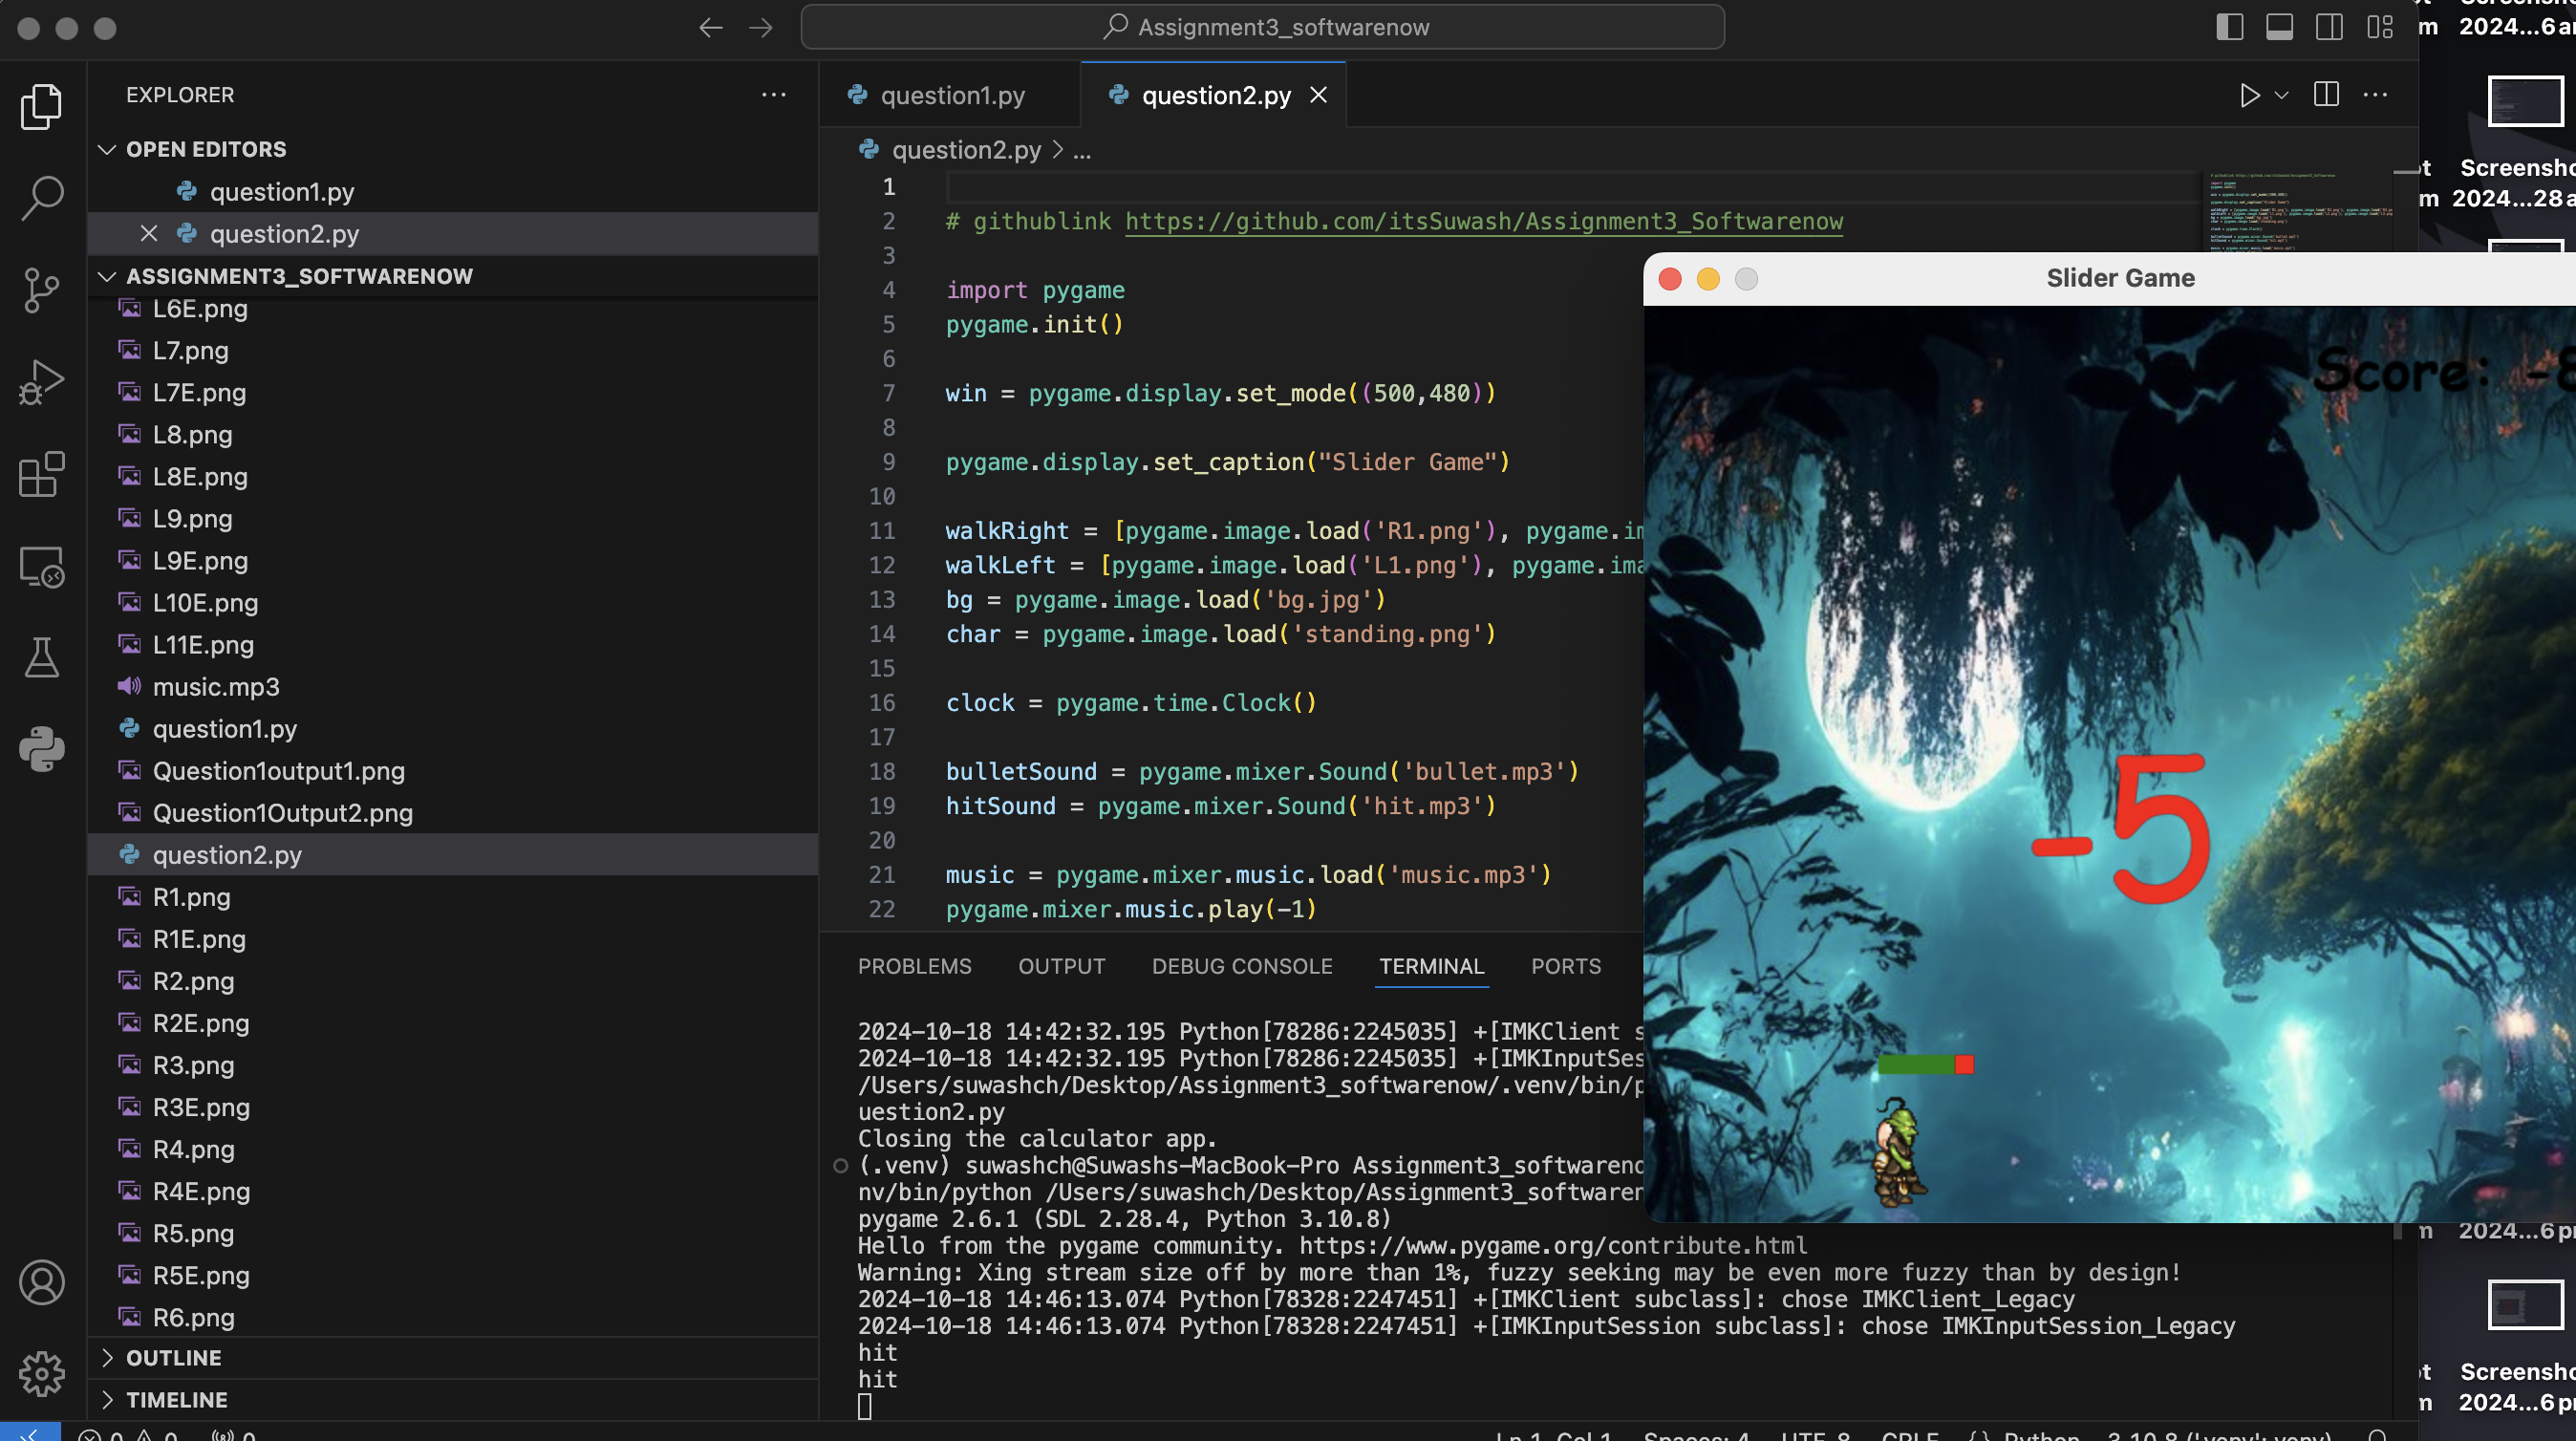 Assignment3_softwarenow
EXPLORER
OPEN EDITORS
question1.py
question2.py
ASSIGNMENT3_SOFTWARENOW
L6E.png
L7.png
L7E.png
L8.png
L8E.png
L9.png
L9E.png
L10E.png
L11E.png
music.mp3
question1.py
Question1output1.png
Question1Output2.png
question2.py
R1.png
R1E.png
R2.png
R2E.png
R3.png
R3E.png
R4.png
R4E.png
R5.png
R5E.png
R6.png
OUTLINE
TIMELINE
question1.py
question2.py
question2.py > ...
1
2 # githublink https://github.com/itsSuwash/Assignment3_Softwarenow
3
4 import pygame
5 pygame.init()
6
7 win = pygame.display.set_mode((500,480))
8
9 pygame.display.set_caption("Slider Game")
10
11 walkRight = [pygame.image.load('R1.png'), pygame.im
12 walkLeft = [pygame.image.load('L1.png'), pygame.ima
13 bg = pygame.image.load('bg.jpg')
14 char = pygame.image.load('standing.png')
15
16 clock = pygame.time.Clock()
17
18 bulletSound = pygame.mixer.Sound('bullet.mp3')
19 hitSound = pygame.mixer.Sound('hit.mp3')
20
21 music = pygame.mixer.music.load('music.mp3')
22 pygame.mixer.music.play(-1)
PROBLEMS OUTPUT DEBUG CONSOLE TERMINAL PORTS
2024-10-18 14:42:32.195 Python[78286:2245035] +[IMKClient s
2024-10-18 14:42:32.195 Python[78286:2245035] +[IMKInputSes
/Users/suwashch/Desktop/Assignment3_softwarenow/.venv/bin/p
uestion2.py
Closing the calculator app.
(.venv) suwashch@Suwashs-MacBook-Pro Assignment3_softwareno
nv/bin/python /Users/suwashch/Desktop/Assignment3_softwaren
pygame 2.6.1 (SDL 2.28.4, Python 3.10.8)
Hello from the pygame community. https://www.pygame.org/contribute.html
Warning: Xing stream size off by more than 1%, fuzzy seeking may be even more fuzzy than by design!
2024-10-18 14:46:13.074 Python[78328:2247451] +[IMKClient subclass]: chose IMKClient_Legacy
2024-10-18 14:46:13.074 Python[78328:2247451] +[IMKInputSession subclass]: chose IMKInputSession_Legacy
hit
hit
Slider Game
Score: -8
-5
2024...6a
Screensho
2024...28a
2024...6p
Screensho
2024...6p
Ln 1, Col 1 Spaces: 4 UTF-8 CRLF {} Python 3.10.8 ('.venv': venv)